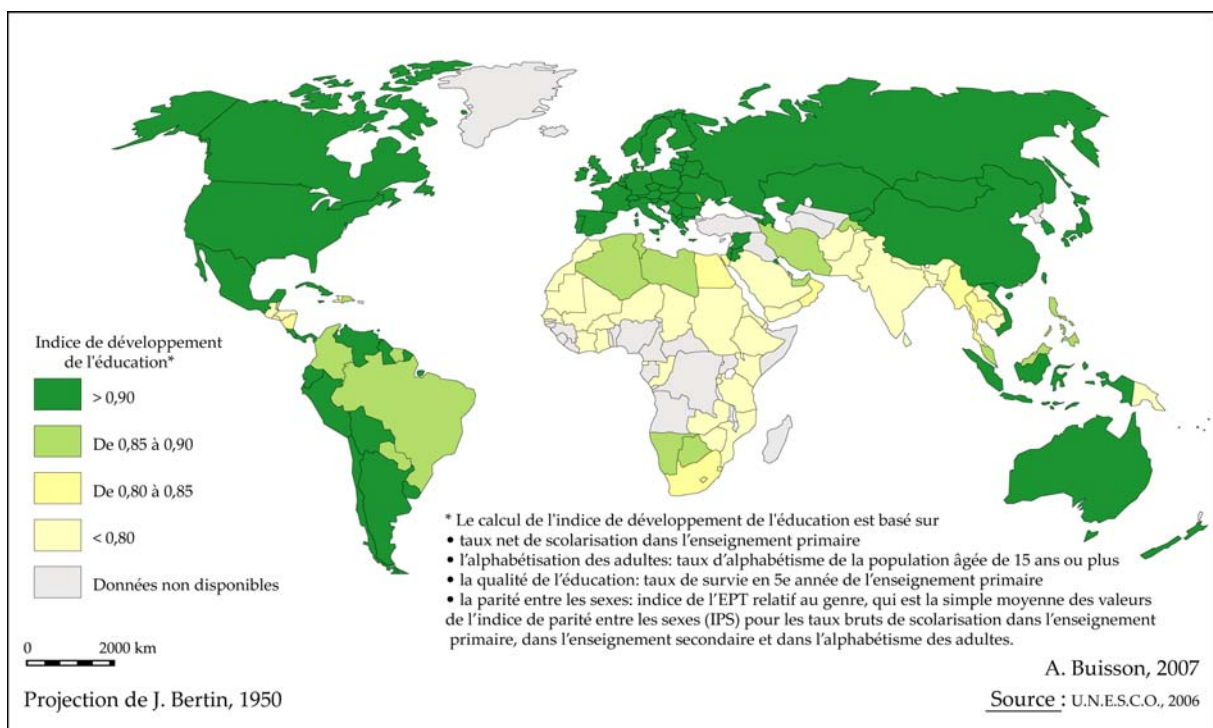 Indice de développement
de l'éducation*
> 0,90
De 0,85 à 0,90
De 0,80 à 0,85
< 0,80
Données non disponibles
0 2000 km
Projection de J. Bertin, 1950
* Le calcul de l'indice de développement de l'éducation est basé sur
• taux net de scolarisation dans l'enseignement primaire
• l'alphabétisation des adultes: taux d'alphabétisme de la population âgée de 15 ans ou plus
• la qualité de l'éducation: taux de survie en 5e année de l'enseignement primaire
• la parité entre les sexes: indice de l'EPT relatif au genre, qui est la simple moyenne des valeurs
de l'indice de parité entre les sexes (IPS) pour les taux bruts de scolarisation dans l'enseignement
primaire, dans l'enseignement secondaire et dans l'alphabétisme des adultes.
A. Buisson, 2007
Source : U.N.E.S.C.O., 2006